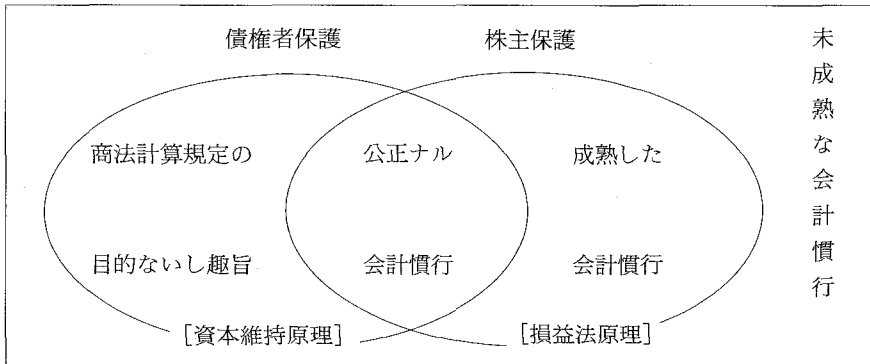 債権者保護
株主保護
商法計算規定の
目的ないし趣旨
公正ナル
会計慣行
成熟した
会計慣行
［資本維持原理］
［損益法原理］
未成熟な会計慣行